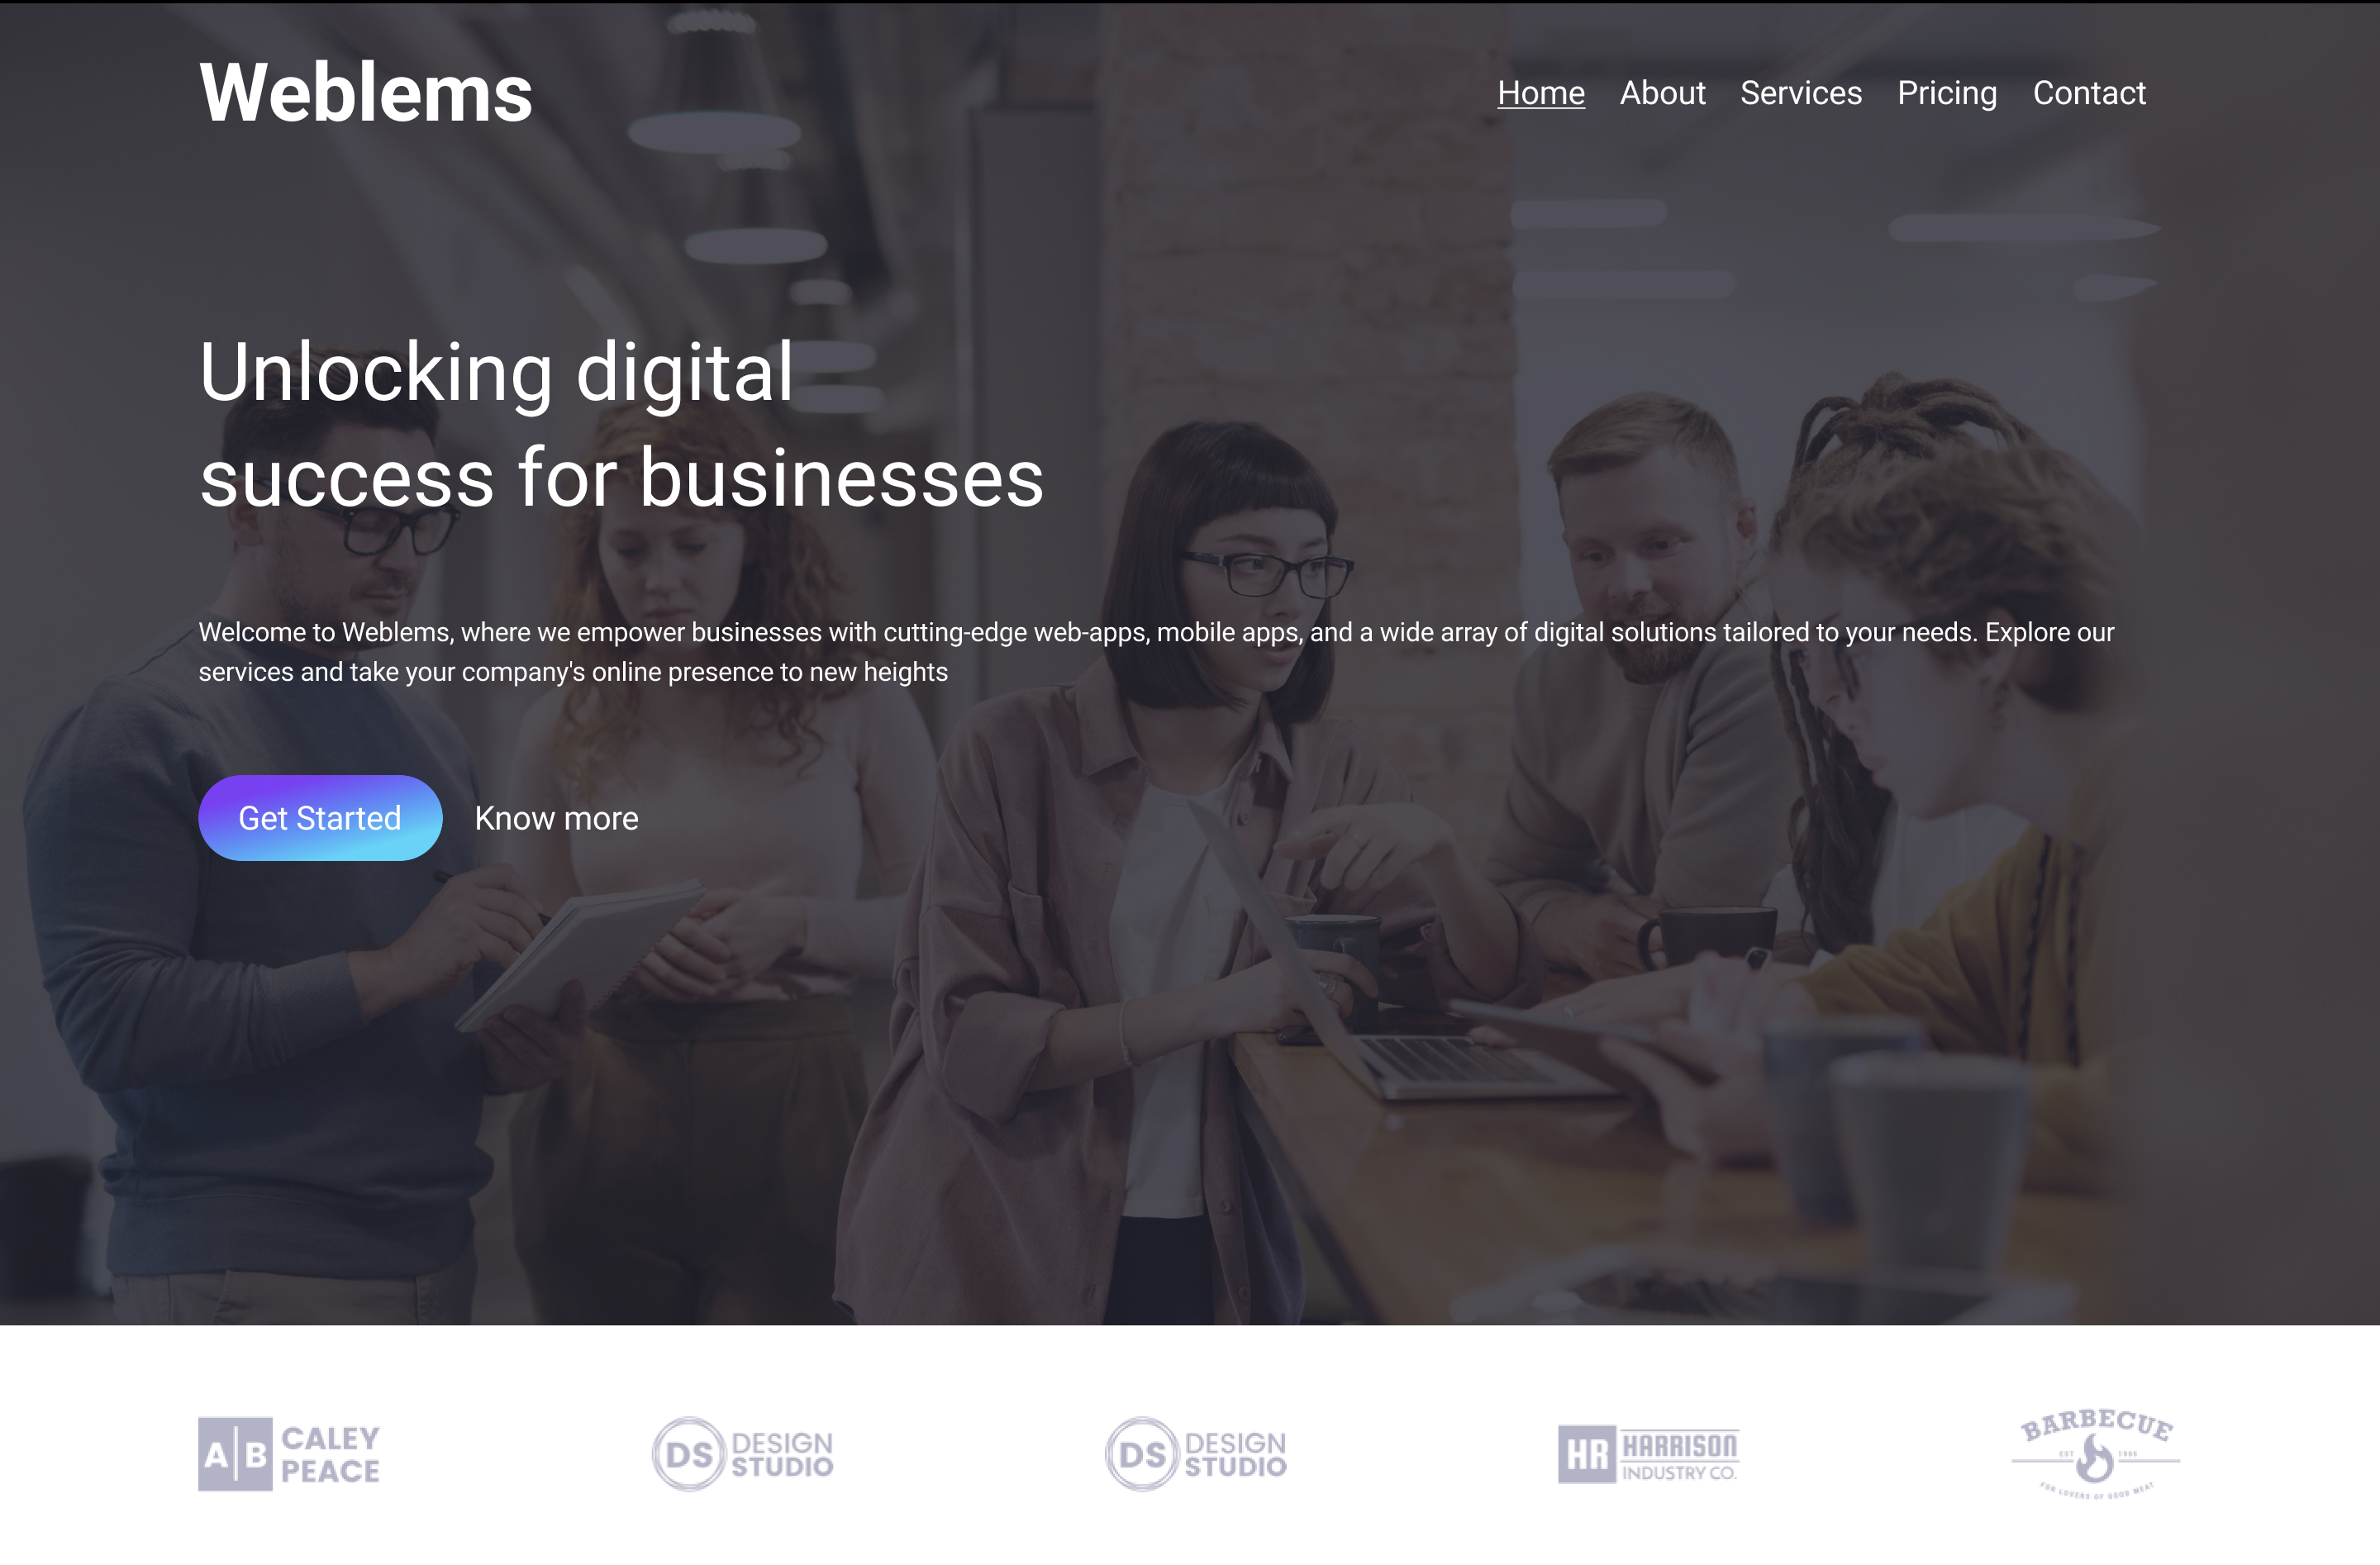 Weblems
Home About Services Pricing Contact
Unlocking digital
success for businesses
Welcome to Weblems, where we empower businesses with cutting-edge web-apps, mobile apps, and a wide array of digital solutions tailored to your needs. Explore our
services and take your company's online presence to new heights
Get Started Know more
A|B CALEY
PEACE
DS DESIGN
STUDIO
DS DESIGN
STUDIO
HR HARRISON
INDUSTRY CO.
BARBECUE
EST 1995
FOR LOVERS OF GOOD MEAT